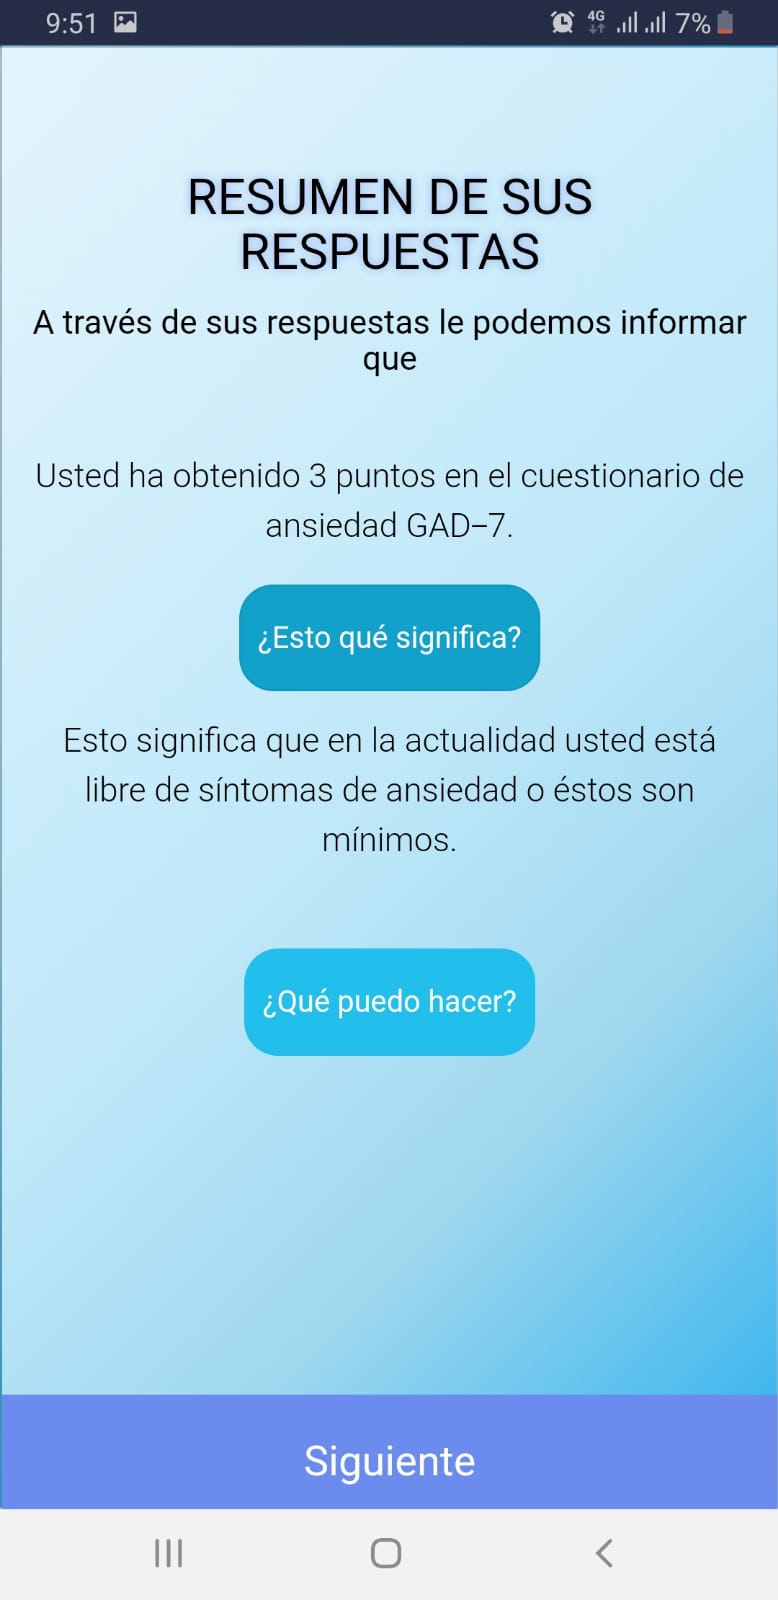 9:51
4G 7%
RESUMEN DE SUS
RESPUESTAS
A través de sus respuestas le podemos informar
que
Usted ha obtenido 3 puntos en el cuestionario de
ansiedad GAD-7.
¿Esto qué significa?
Esto significa que en la actualidad usted está
libre de síntomas de ansiedad o éstos son
mínimos.
¿Qué puedo hacer?
Siguiente